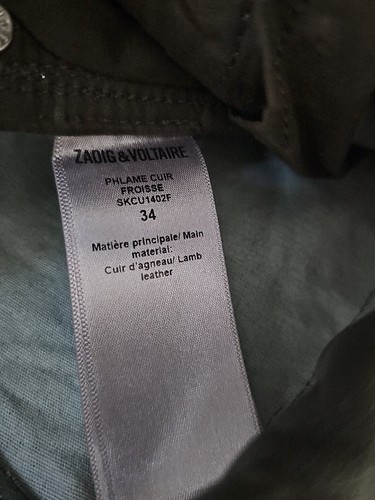 ZADIG & VOLTAIRE
PHLAME CUIR
FROISSE
SKCU1402F
34
Matière principale/ Main
material:
Cuir d'agneau/ Lamb
leather